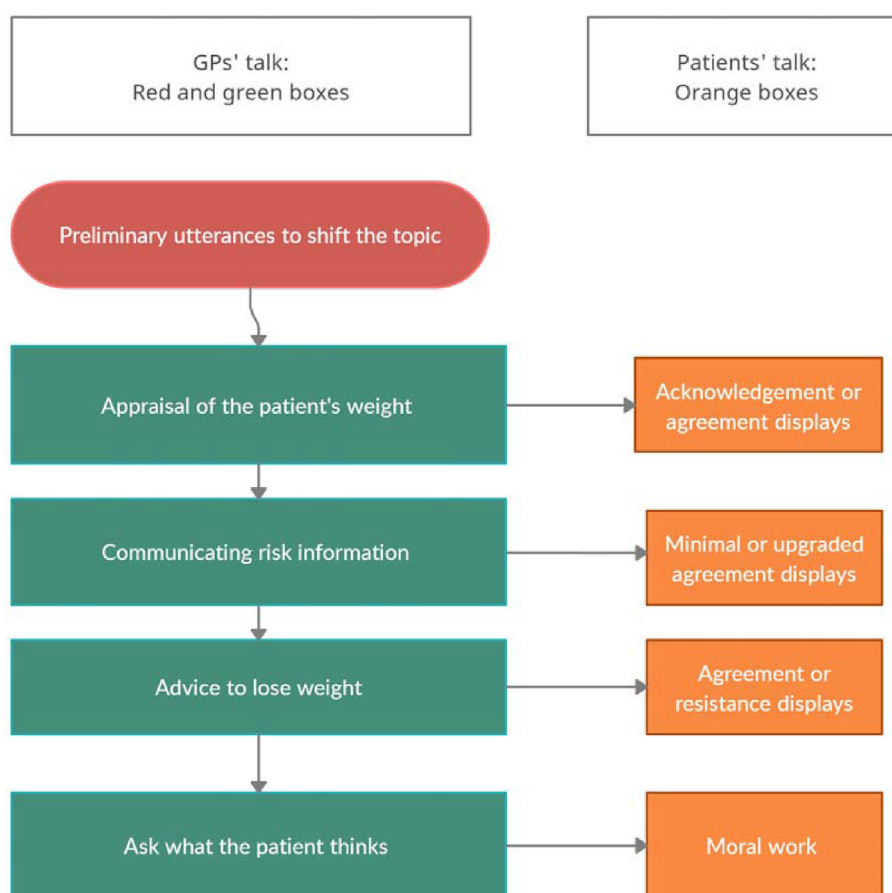 GPs' talk:
Red and green boxes
Patients' talk:
Orange boxes
Preliminary utterances to shift the topic
Appraisal of the patient's weight
Acknowledgement or
agreement displays
Communicating risk information
Minimal or upgraded
agreement displays
Advice to lose weight
Agreement or
resistance displays
Ask what the patient thinks
Moral work